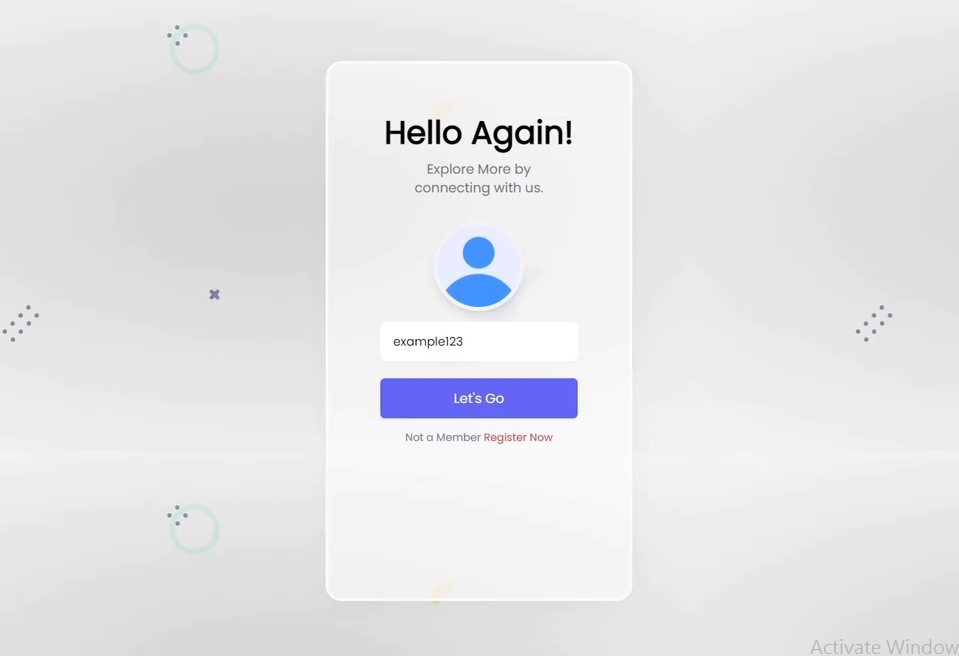 Hello Again!
Explore More by
connecting with us.
example123
Let's Go
Not a Member Register Now
Activate Window